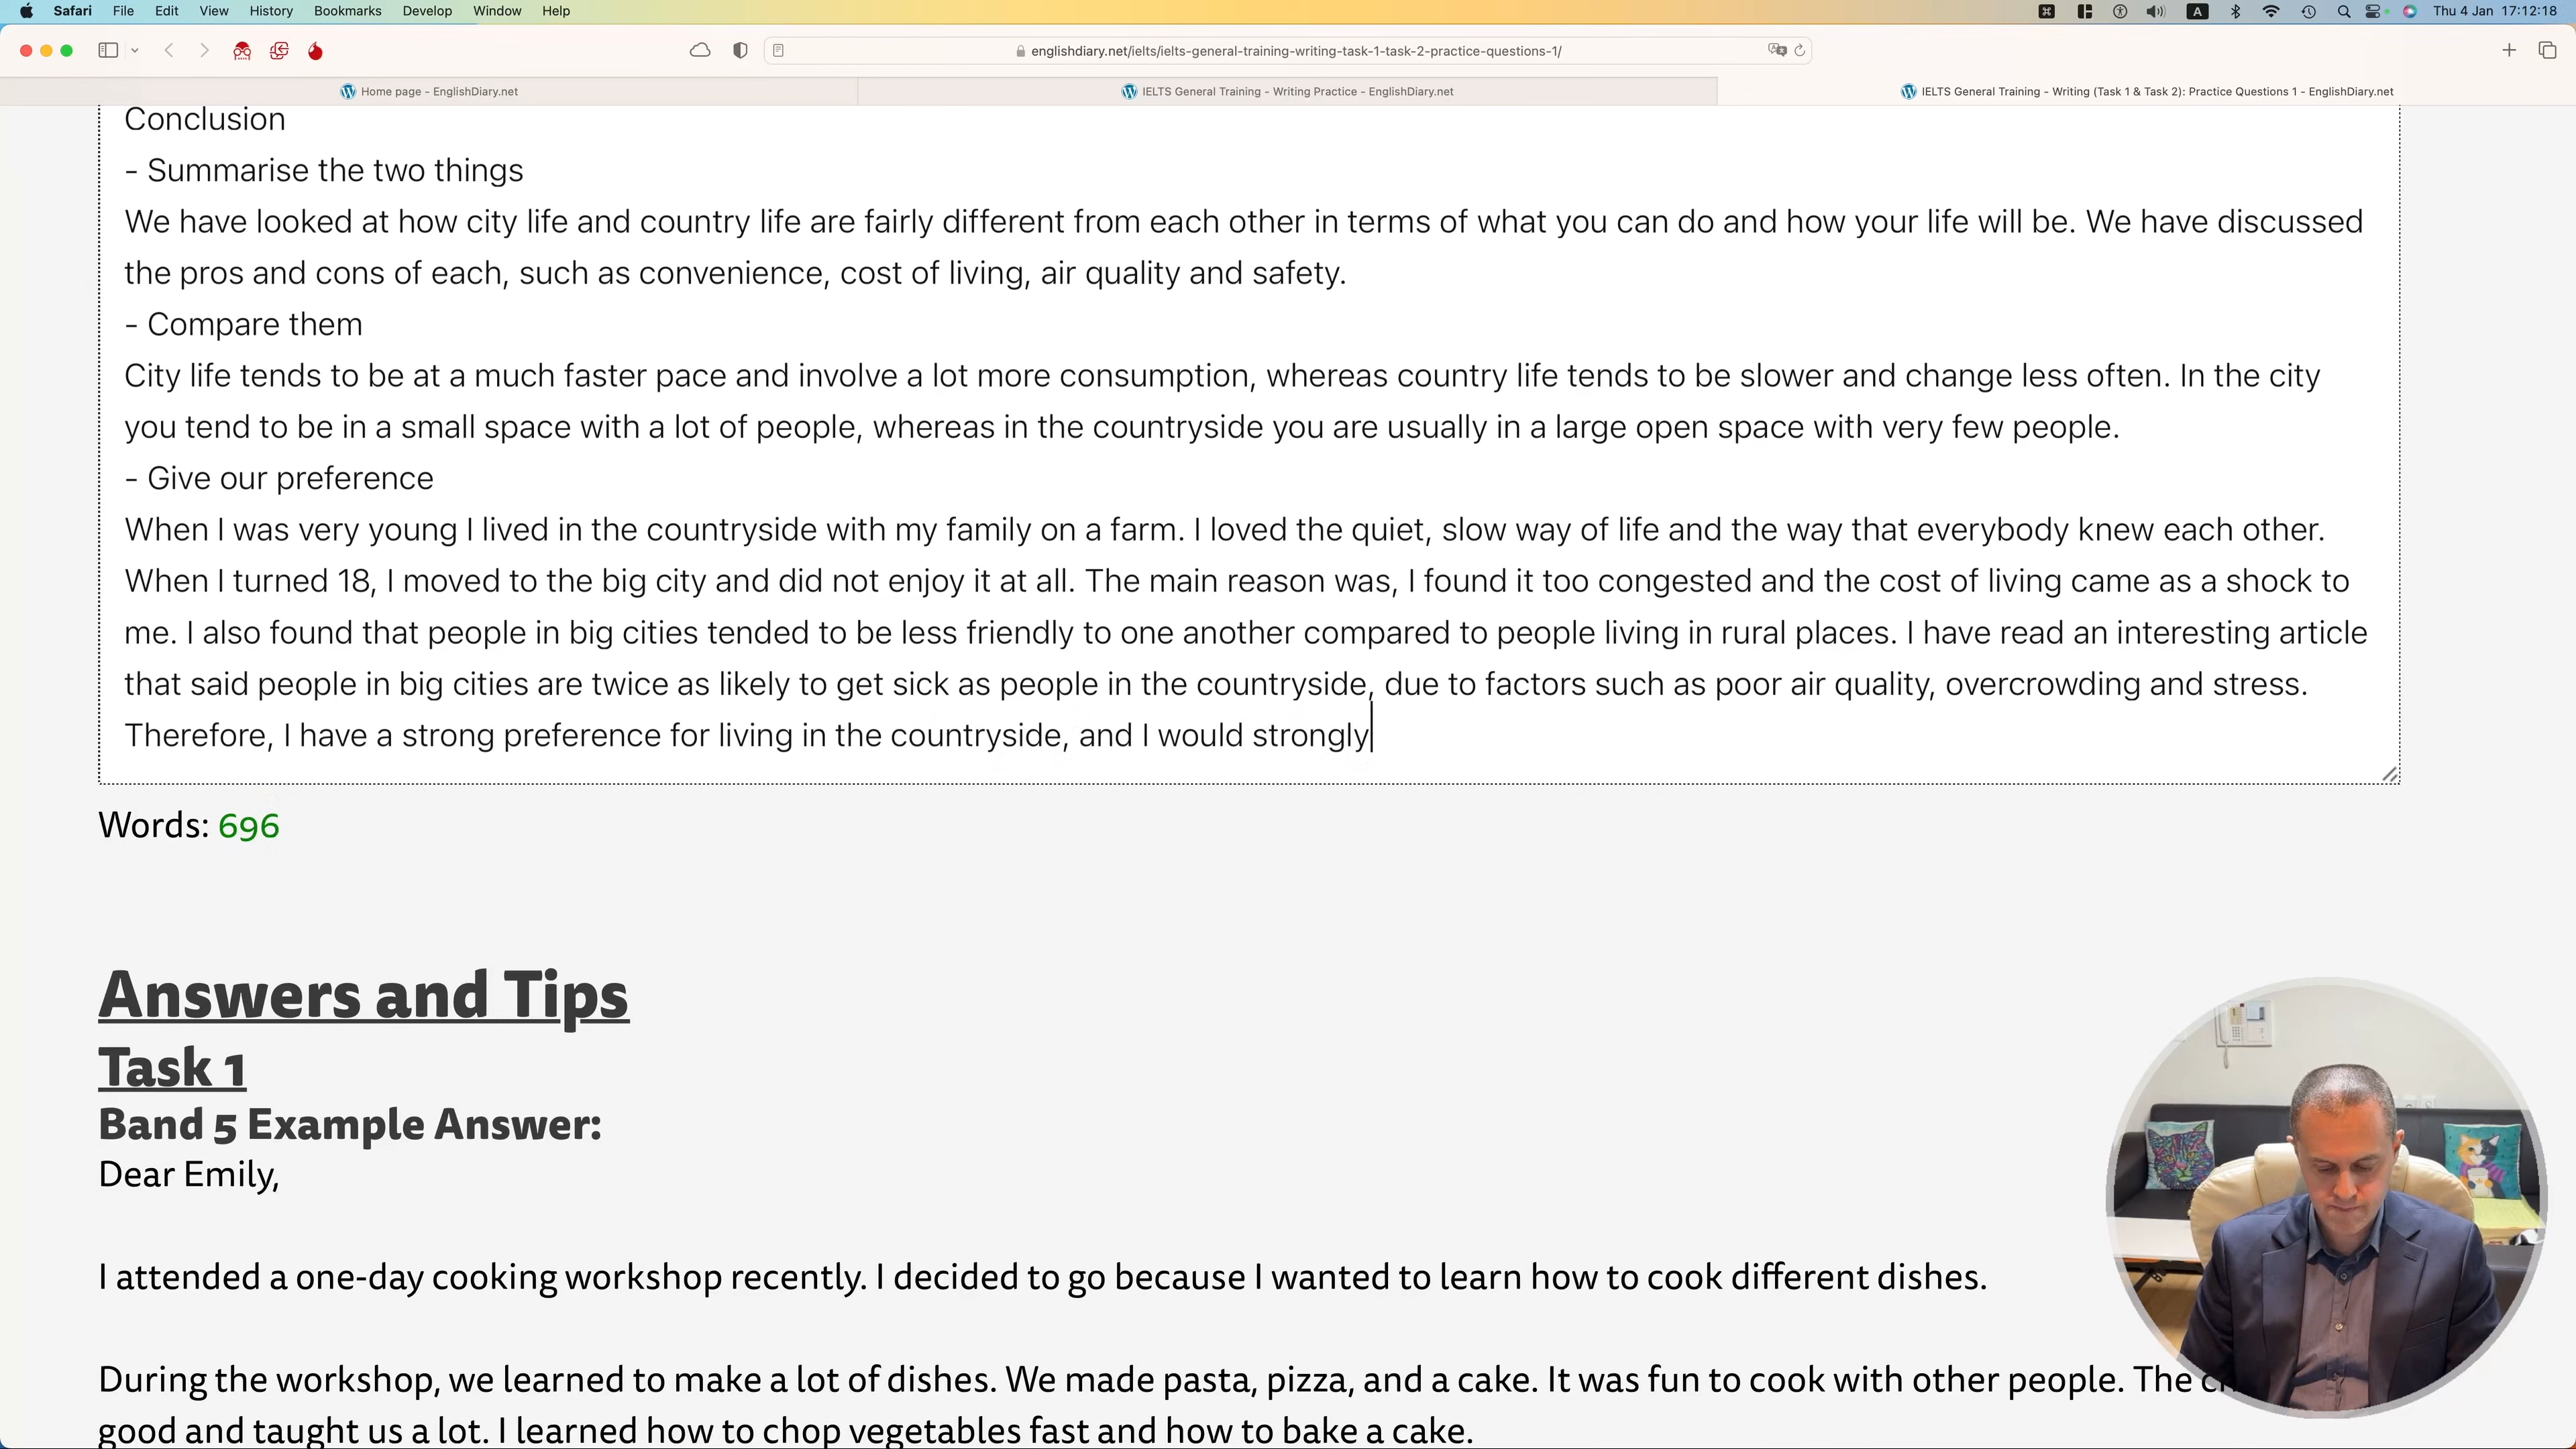 Safari File Edit View History Bookmarks Develop Window Help
A
Thu 4 Jan 17:12:18
englishdiary.net/ielts/ielts-general-training-writing-task-1-task-2-practice-questions-1/
Home page - EnglishDiary.net
IELTS General Training - Writing Practice - EnglishDiary.net
IELTS General Training - Writing (Task 1 & Task 2): Practice Questions 1 - EnglishDiary.net
Conclusion
- Summarise the two things
We have looked at how city life and country life are fairly different from each other in terms of what you can do and how your life will be. We have discussed
the pros and cons of each, such as convenience, cost of living, air quality and safety.
- Compare them
City life tends to be at a much faster pace and involve a lot more consumption, whereas country life tends to be slower and change less often. In the city
you tend to be in a small space with a lot of people, whereas in the countryside you are usually in a large open space with very few people.
- Give our preference
When I was very young I lived in the countryside with my family on a farm. I loved the quiet, slow way of life and the way that everybody knew each other.
When I turned 18, I moved to the big city and did not enjoy it at all. The main reason was, I found it too congested and the cost of living came as a shock to
me. I also found that people in big cities tended to be less friendly to one another compared to people living in rural places. I have read an interesting article
that said people in big cities are twice as likely to get sick as people in the countryside, due to factors such as poor air quality, overcrowding and stress.
Therefore, I have a strong preference for living in the countryside, and I would strongly
Words: 696
Answers and Tips
Task 1
Band 5 Example Answer:
Dear Emily,
I attended a one-day cooking workshop recently. I decided to go because I wanted to learn how to cook different dishes.
During the workshop, we learned to make a lot of dishes. We made pasta, pizza, and a cake. It was fun to cook with other people. The
good and taught us a lot. I learned how to chop vegetables fast and how to bake a cake.